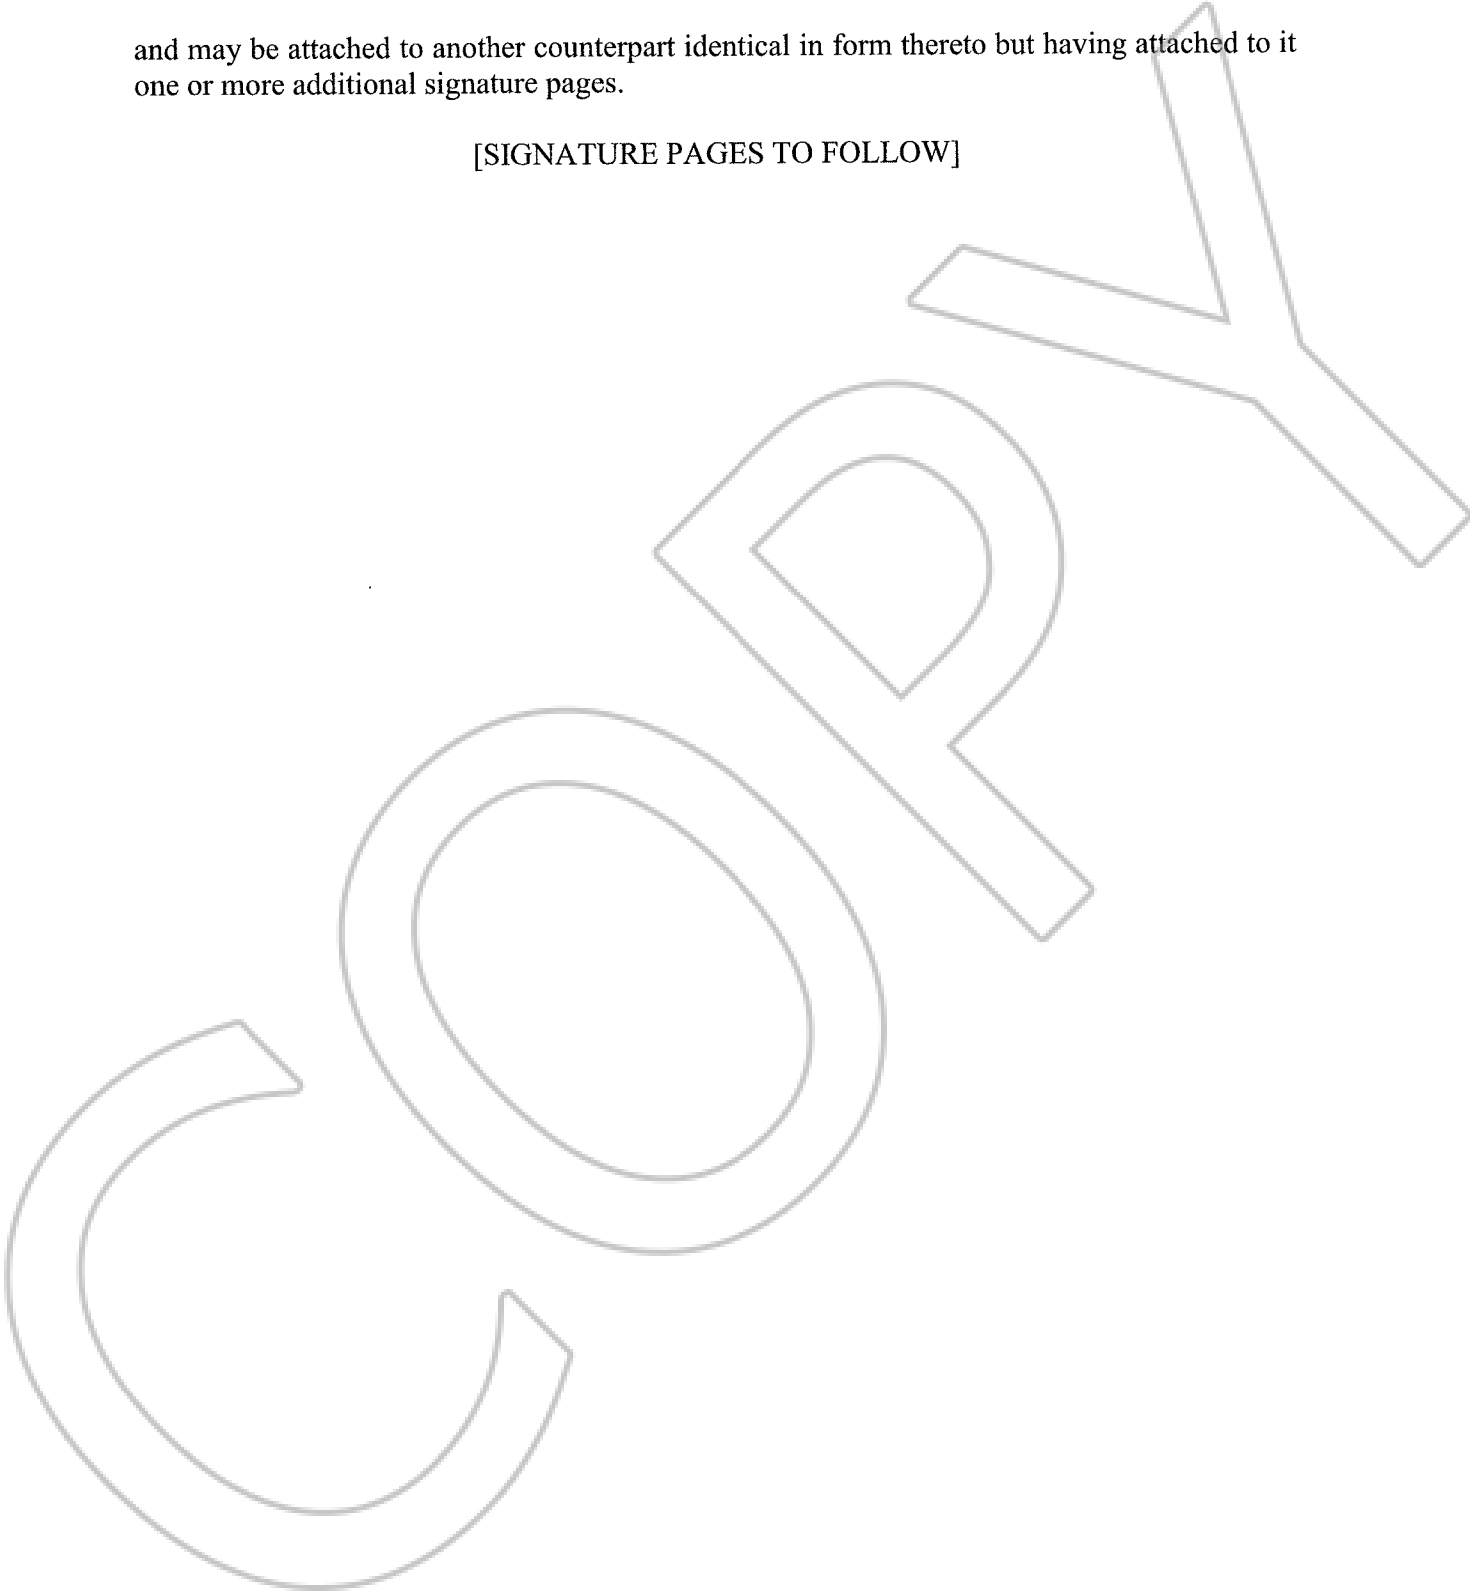 and may be attached to another counterpart identical in form thereto but having attached to it
one or more additional signature pages.
[SIGNATURE PAGES TO FOLLOW]
COPY